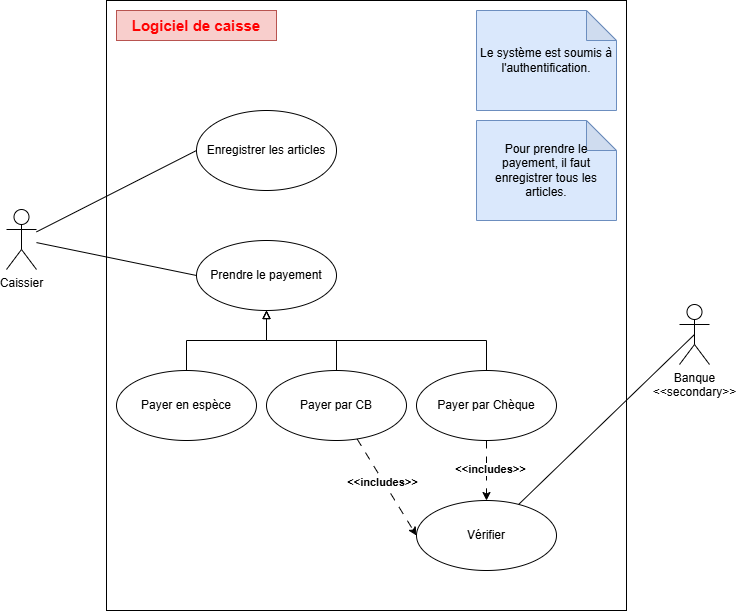 Logiciel de caisse
Le système est soumis à
l'authentification.
Pour prendre le
payement, il faut
enregistrer tous les
articles.
Enregistrer les articles
Caissier
Prendre le payement
Payer en espèce
Payer par CB
Payer par Chèque
Banque
<<secondary>>
<<includes>>
<<includes>>
Vérifier